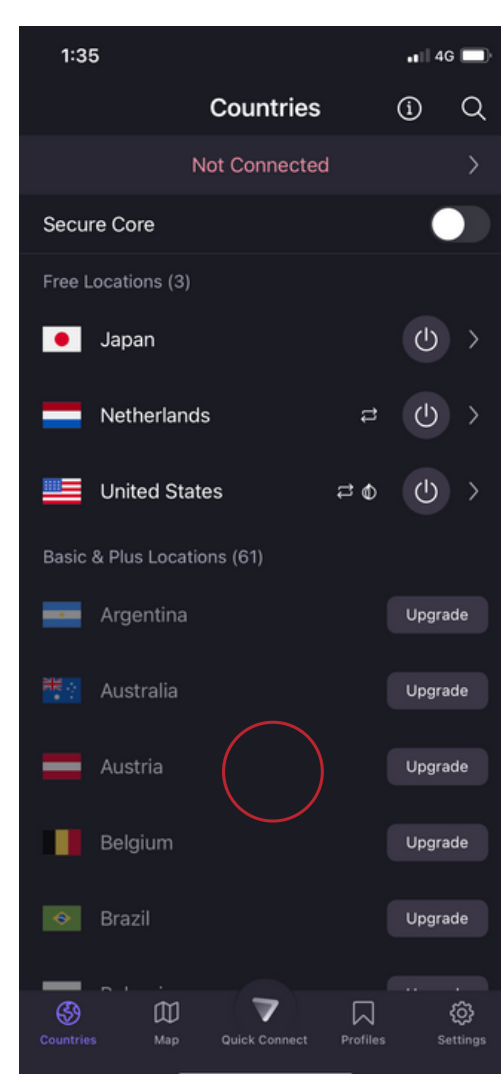 1:35
4G
Countries
Not Connected
Secure Core
Free Locations (3)
Japan
Netherlands
United States
Basic & Plus Locations (61)
Argentina
Upgrade
Australia
Upgrade
Austria
Upgrade
Belgium
Upgrade
Brazil
Upgrade
Countries
Map
Quick Connect
Profiles
Settings